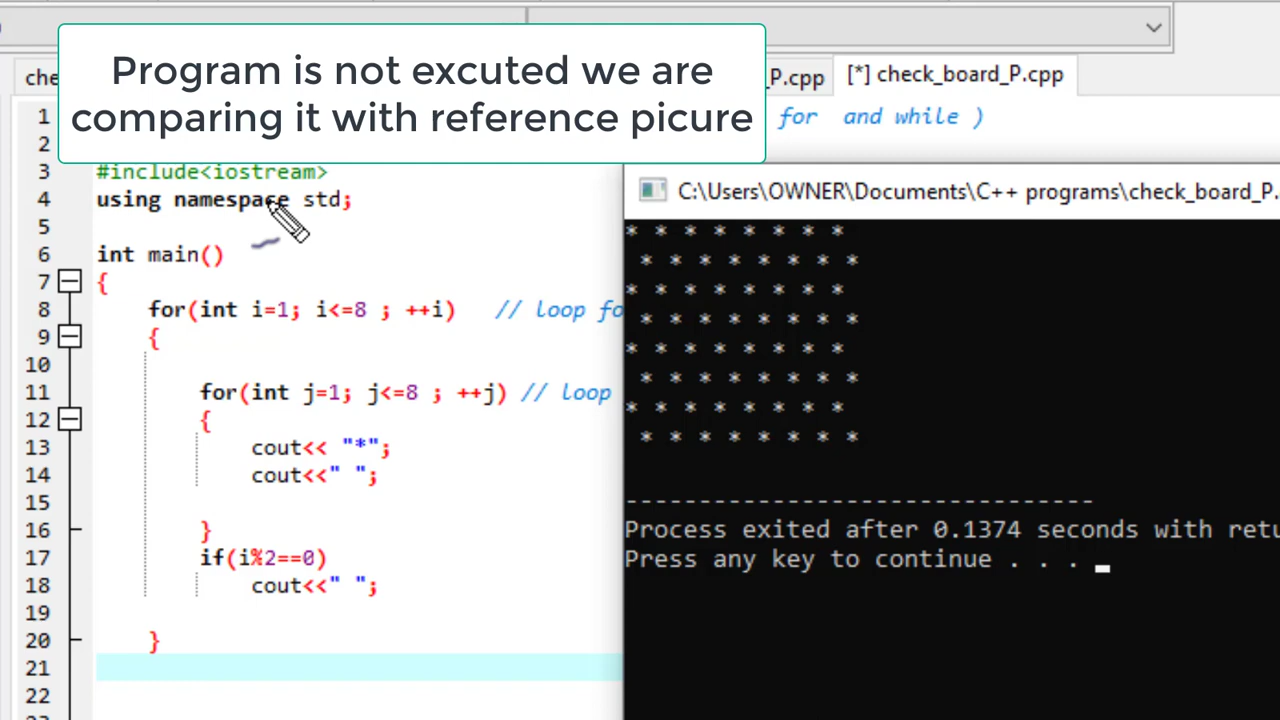 Program is not excuted we are
comparing it with reference picure
che
_P.cpp
[*] check_board_P.cpp
1
for and while )
2
3 #include<iostream>
4 using namespace std;
5
6 int main()
7 {
8 for(int i=1; i<=8 ; ++i) // loop fo
9 {
10
11 for(int j=1; j<=8 ; ++j) // loop
12 {
13 cout<< "*";
14 cout<<" ";
15
16 }
17 if(i%2==0)
18 cout<<" ";
19
20 }
21
22
C:\Users\OWNER\Documents\C++ programs\check_board_P.
* * * * * * * *
 * * * * * * * *
* * * * * * * *
 * * * * * * * *
* * * * * * * *
 * * * * * * * *
* * * * * * * *
 * * * * * * * *
--------------------------------
Process exited after 0.1374 seconds with retu
Press any key to continue . . .